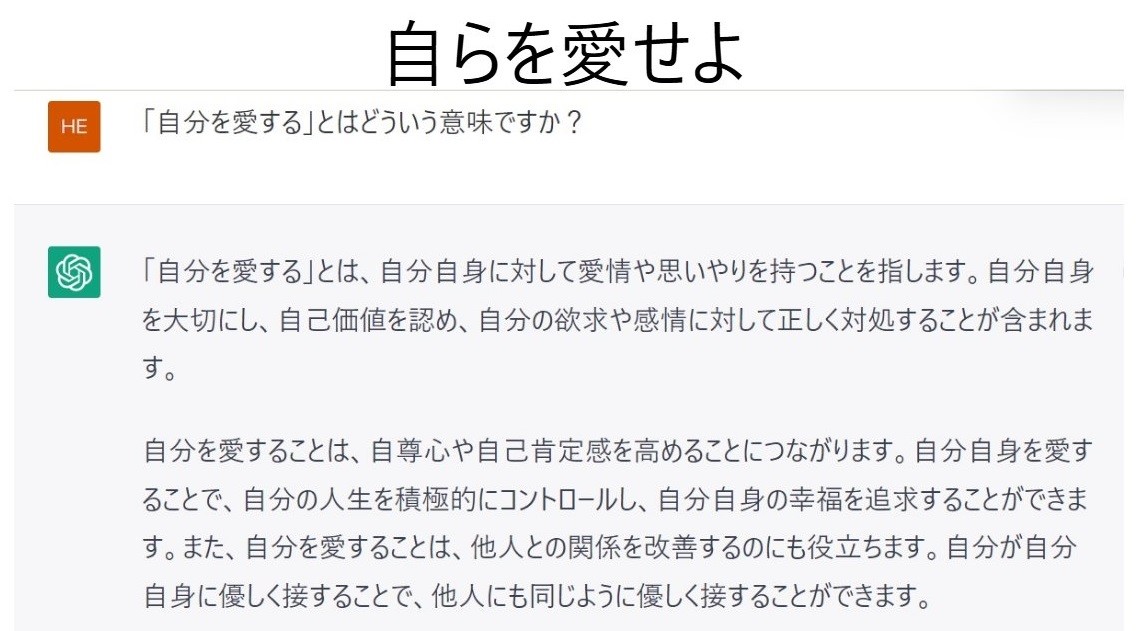 自らを愛せよ
HE
「自分を愛する」とはどういう意味ですか？
「自分を愛する」とは、自分自身に対して愛情や思いやりを持つことを指します。自分自身
を大切にし、自己価値を認め、自分の欲求や感情に対して正しく対処することが含まれま
す。
自分を愛することは、自尊心や自己肯定感を高めることにつながります。自分自身を愛す
ることで、自分の人生を積極的にコントロールし、自分自身の幸福を追求することができま
す。また、自分を愛することは、他人との関係を改善するのにも役立ちます。自分が自分
自身に優しく接することで、他人にも同じように優しく接することができます。